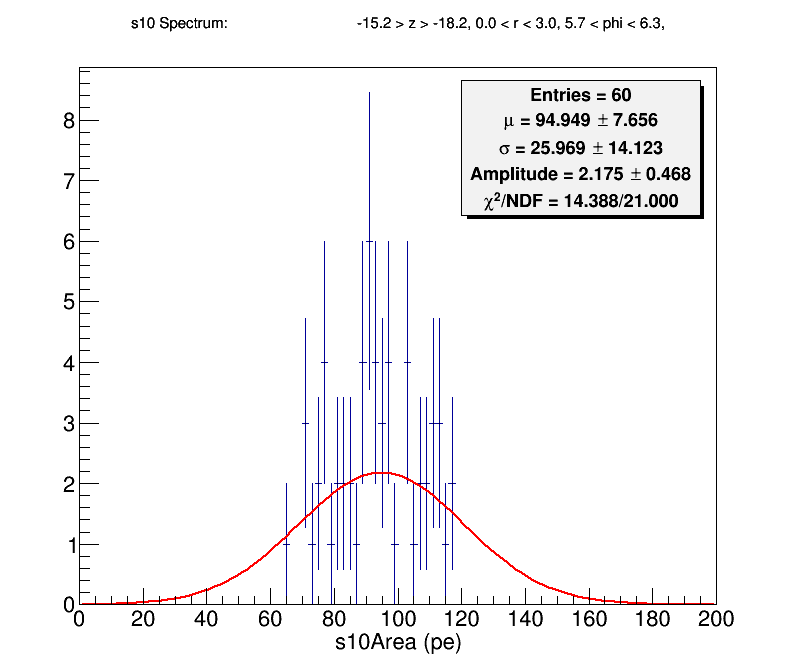 s10 Spectrum: -15.2 > z > -18.2, 0.0 < r < 3.0, 5.7 < phi < 6.3,
Entries = 60
μ = 94.949 ± 7.656
σ = 25.969 ± 14.123
Amplitude = 2.175 ± 0.468
χ²/NDF = 14.388/21.000
8
7
6
5
4
3
2
1
0
0 20 40 60 80 100 120 140 160 180 200
s10Area (pe)